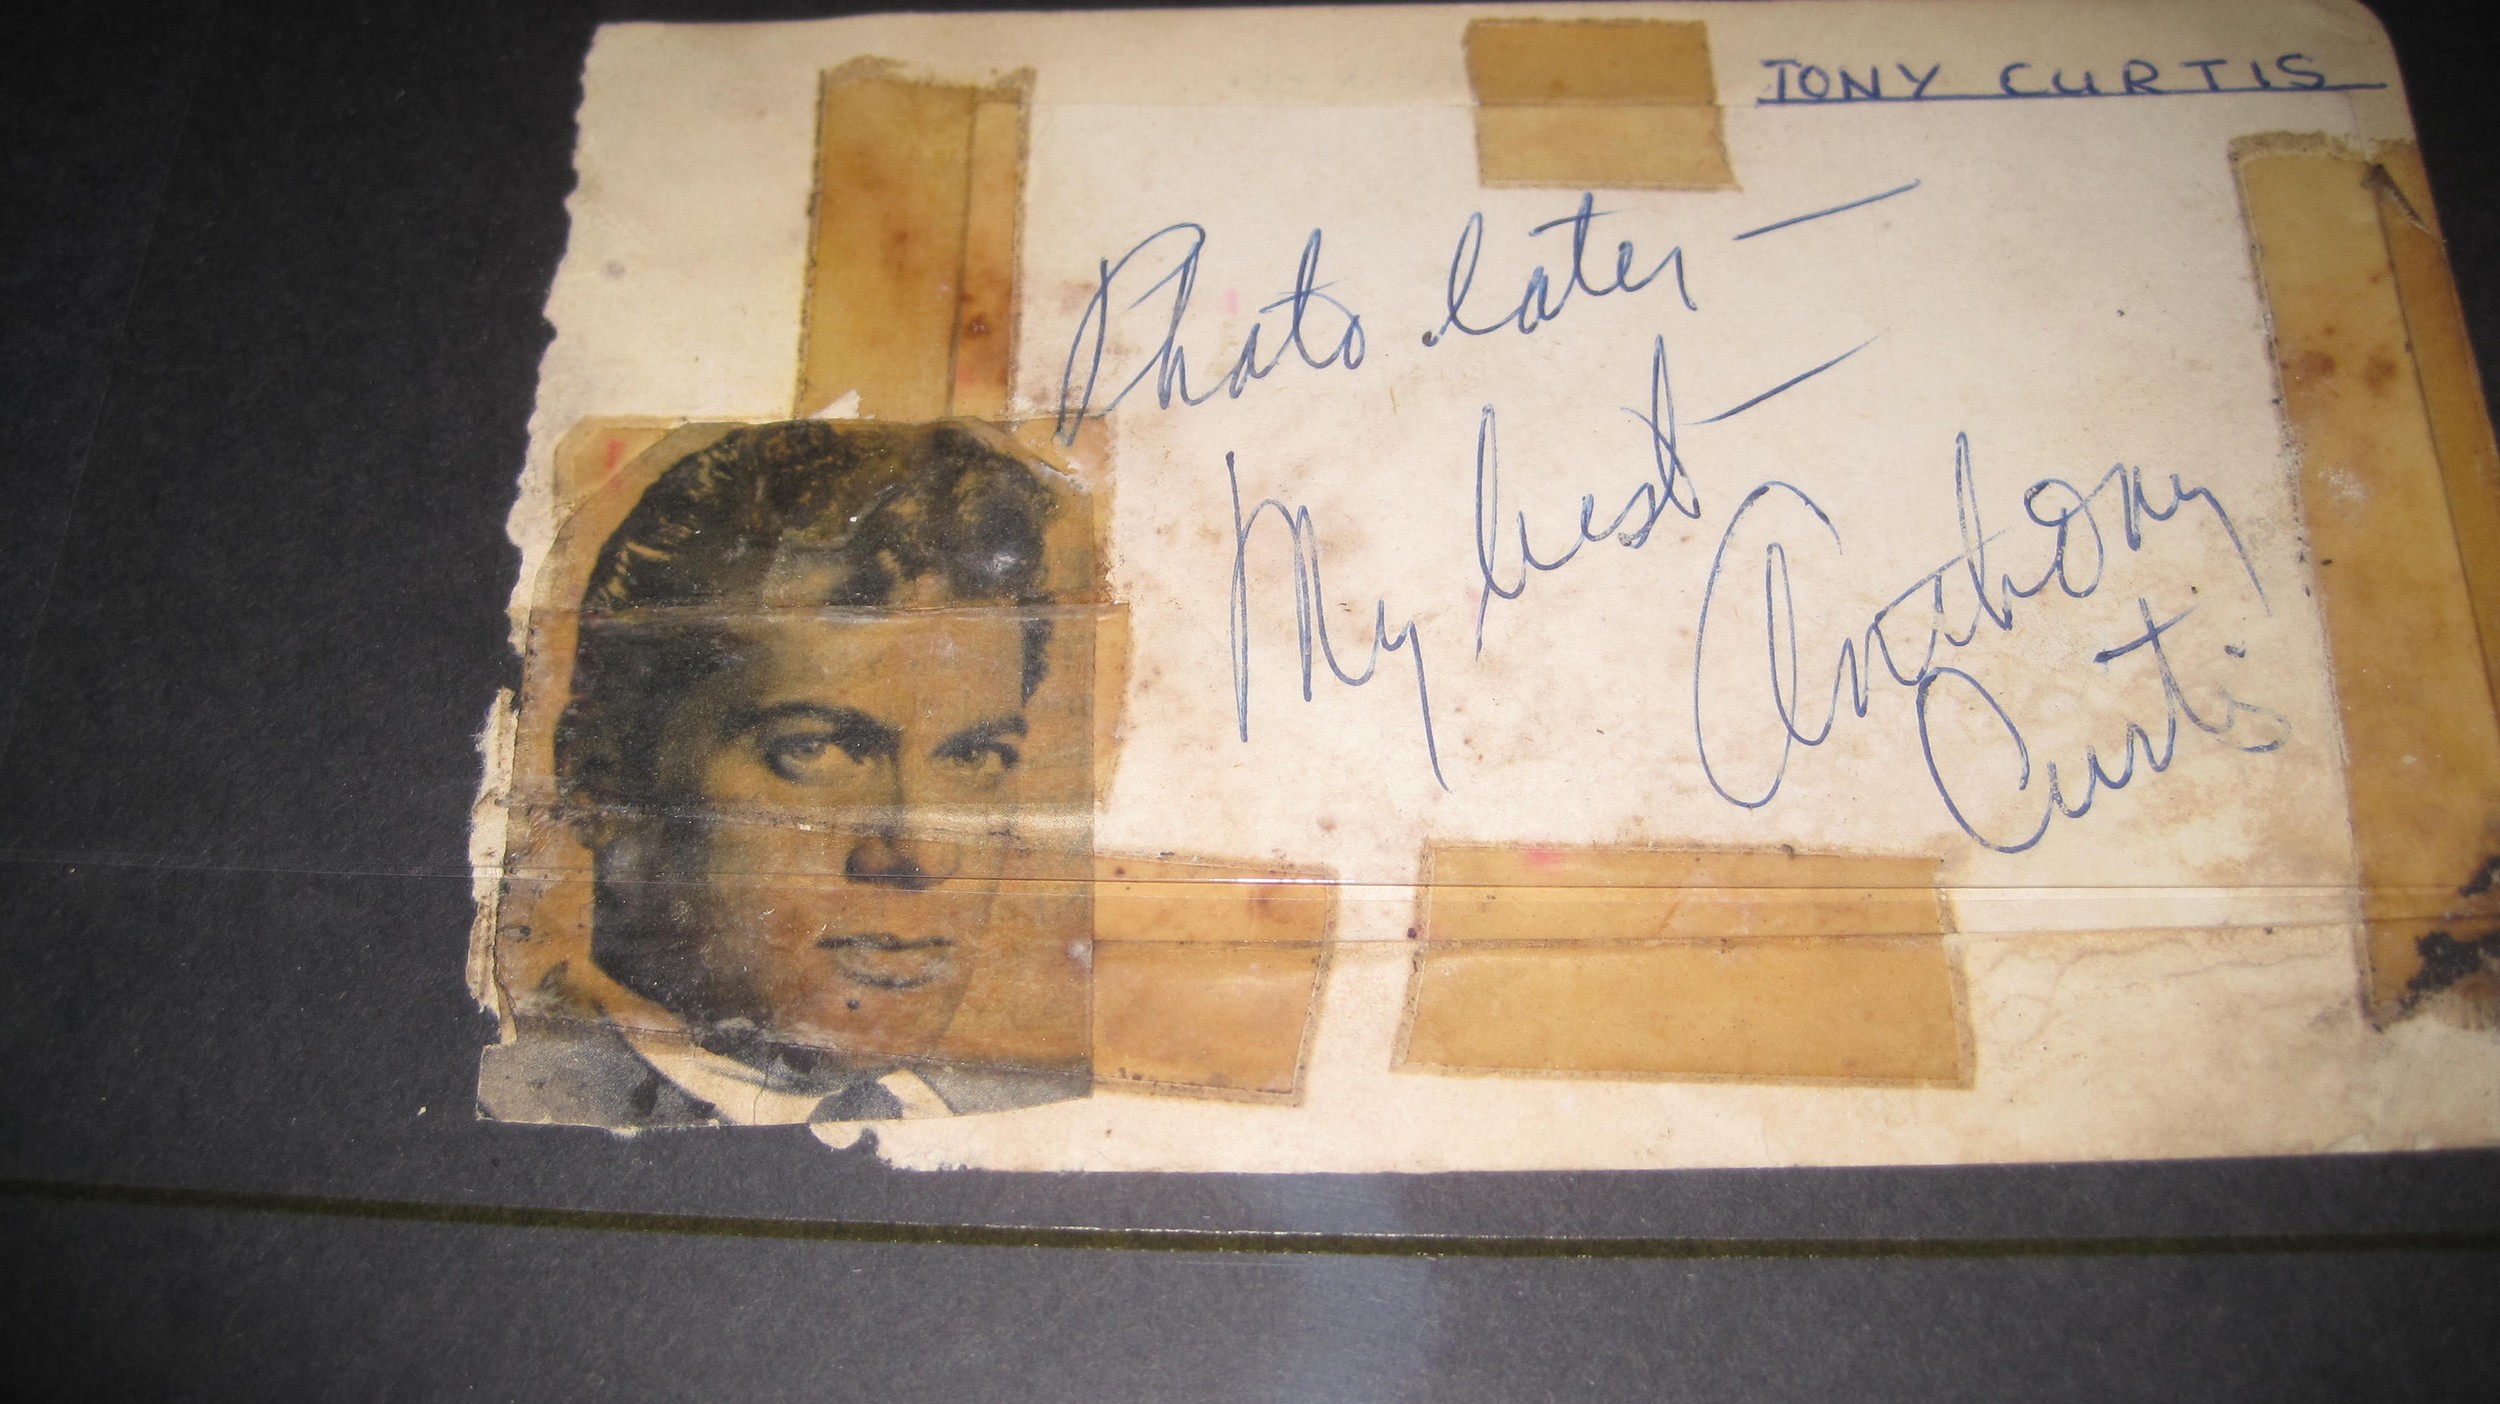 TONY CURTIS
Photo later —
My best —
Anthony
Curtis